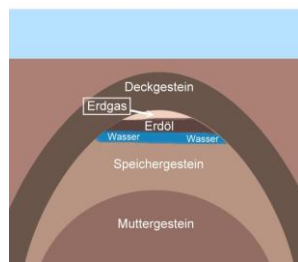 Deckgestein
Erdgas
Erdöl
Wasser Wasser
Speichergestein
Muttergestein